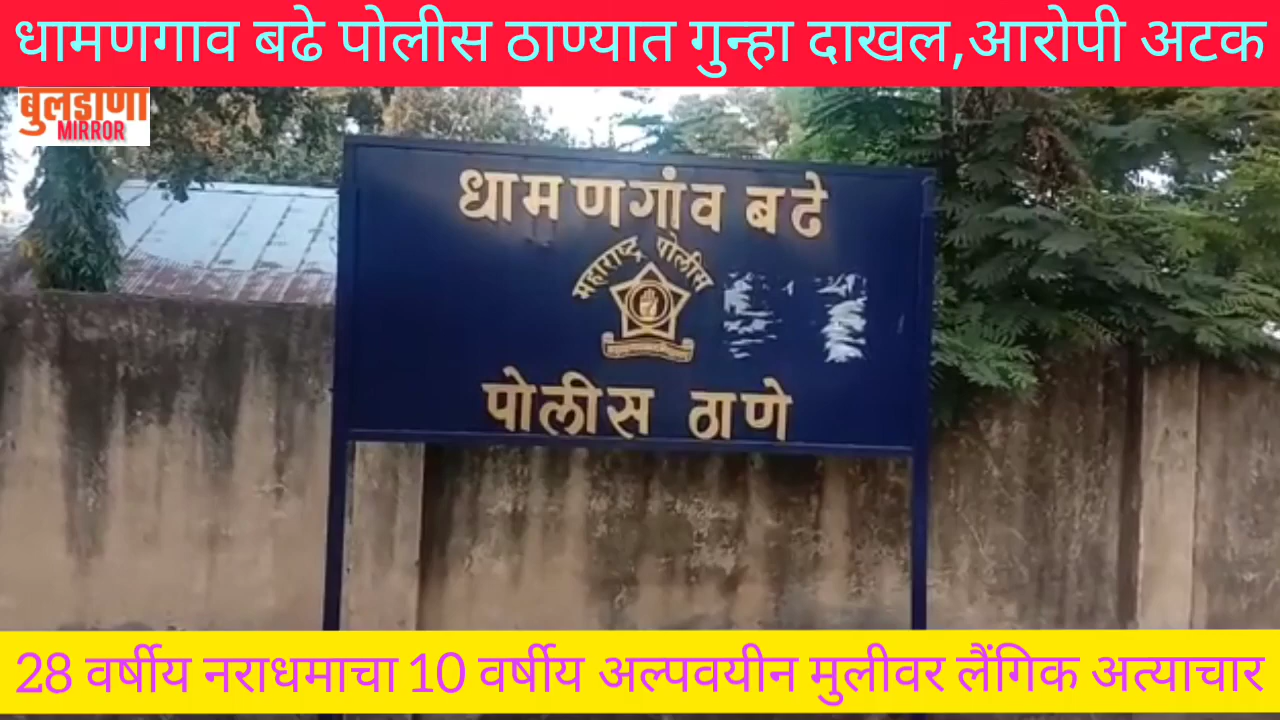 धामणगाव बढे पोलीस ठाण्यात गुन्हा दाखल,आरोपी अटक
बुलडाणा
MIRROR
धामणगांव बढे
महाराष्ट्र पोलीस
पोलीस ठाणे
28 वर्षीय नराधमाचा 10 वर्षीय अल्पवयीन मुलीवर लैंगिक अत्याचार